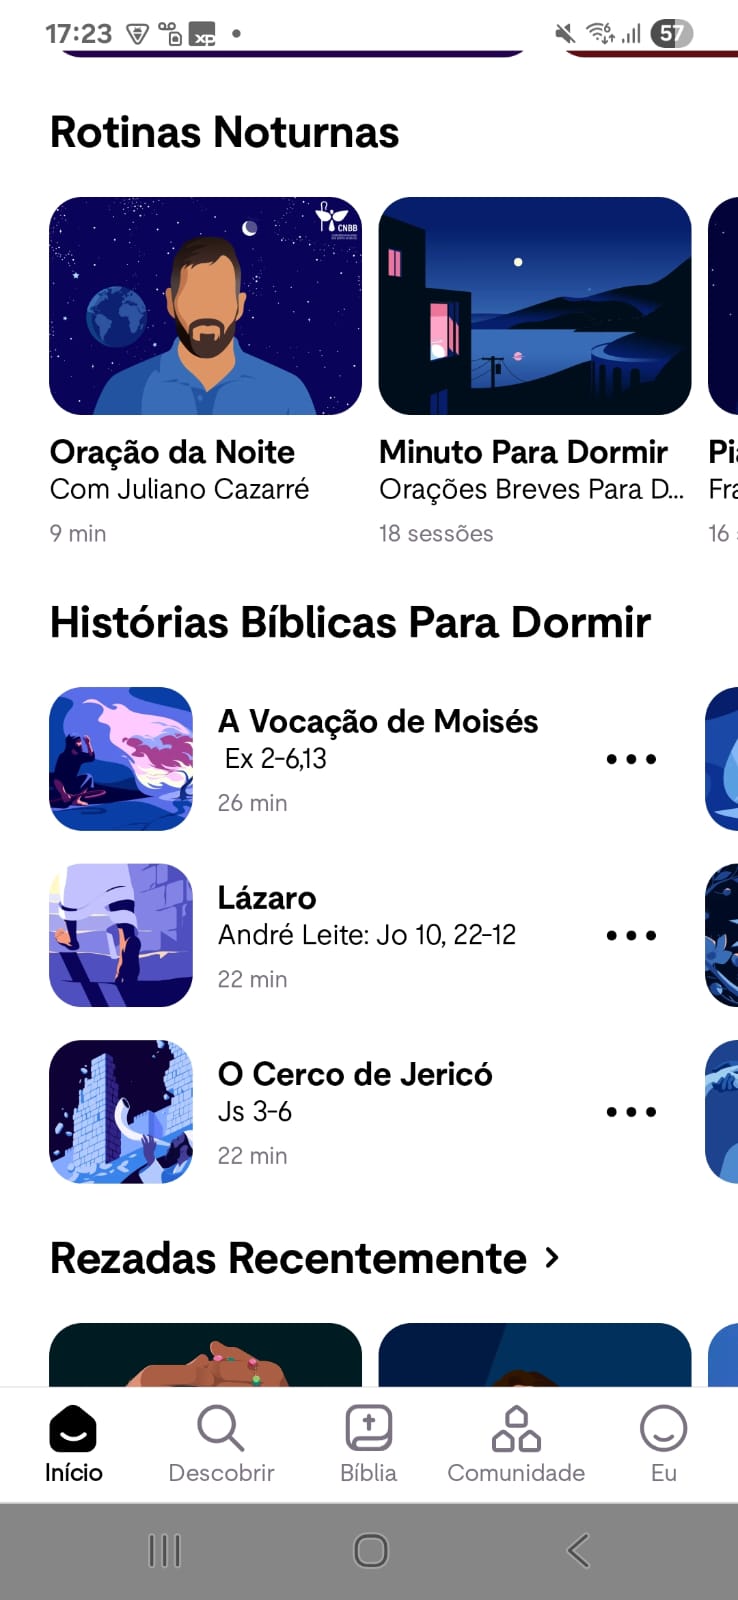 17:23
xp
57
Rotinas Noturnas
CNBB
Oração da Noite
Com Juliano Cazarré
9 min
Minuto Para Dormir
Orações Breves Para D...
18 sessões
Pi
Fra
16
Histórias Bíblicas Para Dormir
A Vocação de Moisés
Ex 2-6,13
26 min
Lázaro
André Leite: Jo 10, 22-12
22 min
O Cerco de Jericó
Js 3-6
22 min
Rezadas Recentemente >
Início
Descobrir
Bíblia
Comunidade
Eu